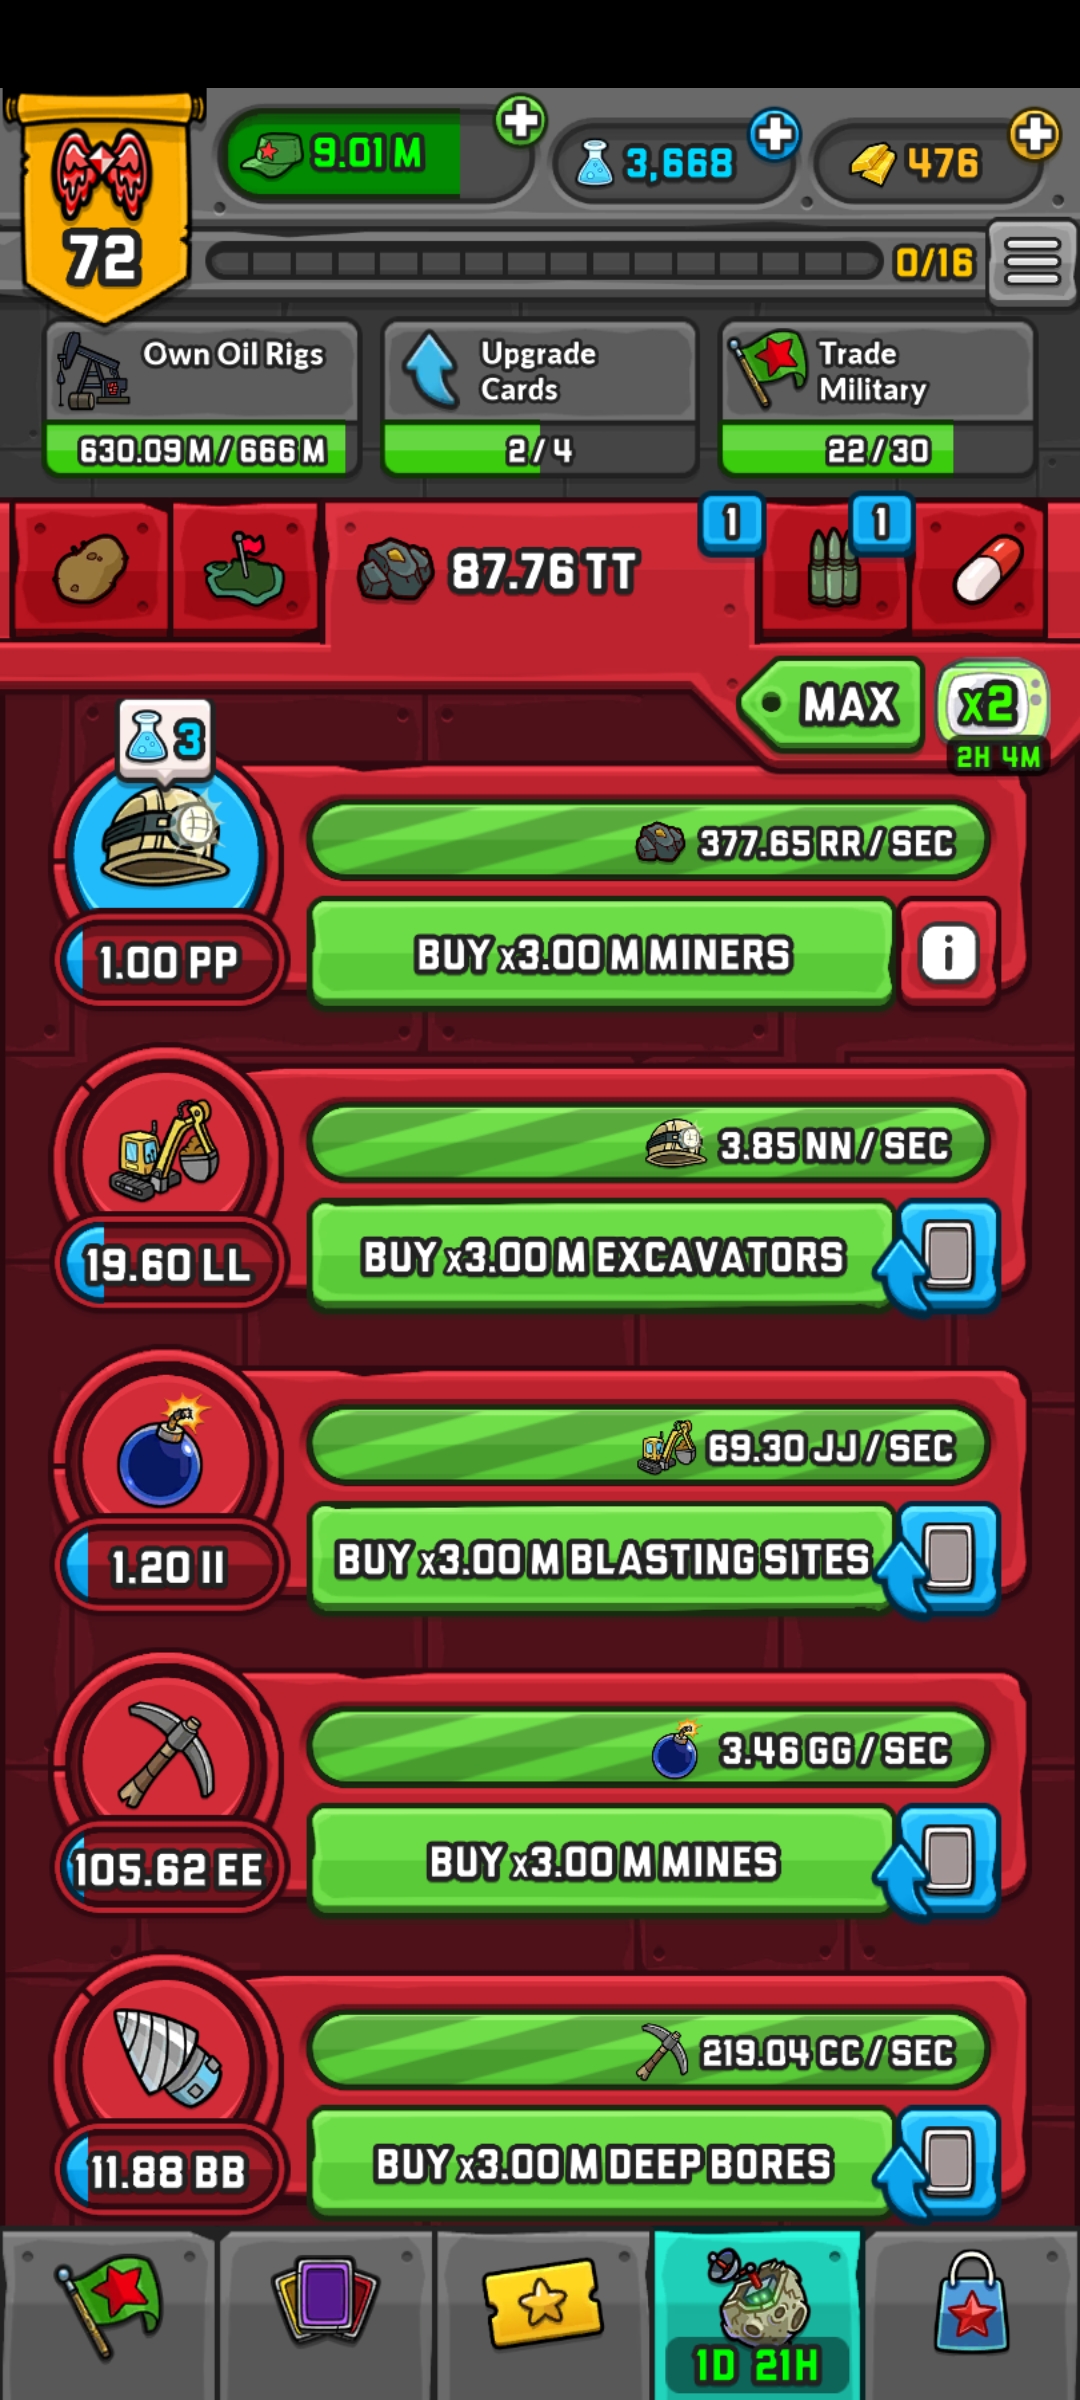 9.01 M
3,668
476
72
0/16
Own Oil Rigs
630.09 M / 666 M
Upgrade
Cards
2 / 4
Trade
Military
22 / 30
87.76 TT
1
1
MAX
x2
2H 4M
3
377.65 RR / SEC
1.00 PP
BUY x3.00 M MINERS
i
3.85 NN / SEC
19.60 LL
BUY x3.00 M EXCAVATORS
69.30 JJ / SEC
1.20 II
BUY x3.00 M BLASTING SITES
3.46 GG / SEC
105.62 EE
BUY x3.00 M MINES
219.04 CC / SEC
11.88 BB
BUY x3.00 M DEEP BORES
1D 21H